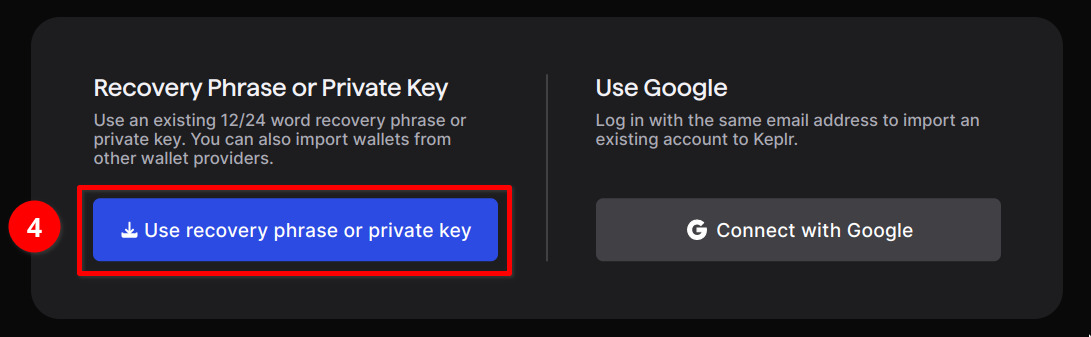 Recovery Phrase or Private Key
Use an existing 12/24 word recovery phrase or
private key. You can also import wallets from
other wallet providers.
4
Use recovery phrase or private key
Use Google
Log in with the same email address to import an
existing account to Keplr.
Connect with Google